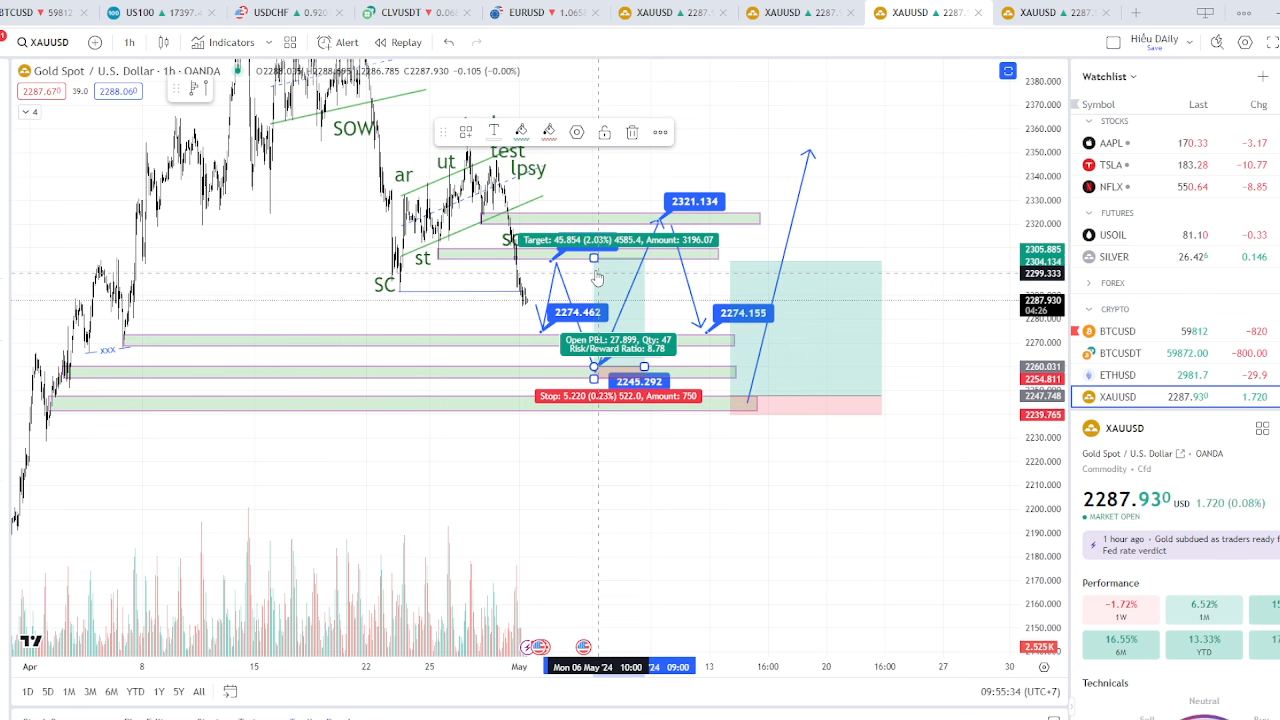 BTCUSD ▼ 59812
US100 ▲ 17397.4
USDCHF ▲ 0.920
CLYVUSDT ▼ 0.06
EURUSD ▼ 1.065
XAUUSD ▲ 2287.
XAUUSD ▲ 2287.
XAUUSD ▲ 2287.
XAUUSD ▲ 2287.
XAUUSD
1h
Indicators
Alert
Replay
Hiếu DAily
Save
Gold Spot / U.S. Dollar · 1h · OANDA
2286.785 C2287.930 -0.105 (-0.00%)
2287.670
39.0
2288.060
4
SOW
ar
ut
test
lpsy
st
SC
xxx
2321.134
Target: 45.854 (2.03%) 4585.4, Amount: 3196.07
2274.462
2274.155
Open P&L: 27.899, Qty: 47
Risk/Reward Ratio: 8.78
2245.292
Stop: 5.220 (0.23%) 522.0, Amount: 750
2380.000
2370.000
2360.000
2350.000
2340.000
2330.000
2320.000
2305.885
2304.134
2299.333
2287.930
04:26
2280.000
2270.000
2260.031
2254.811
2247.748
2239.765
2230.000
2220.000
2210.000
2200.000
2190.000
2180.000
2170.000
2160.000
2150.000
2.525K
Apr
8
15
22
25
May
Mon 06 May '24 10:00
'24 09:00
13
16:00
20
16:00
27
30
1D 5D 1M 3M 6M YTD 1Y 5Y All
09:55:34 (UTC+7)
Watchlist
Symbol Last Chg
STOCKS
AAPL 170.33 −3.17
TSLA 183.28 −10.77
NFLX 550.64 −8.85
FUTURES
USOIL 81.10 −0.33
SILVER 26.426 0.146
FOREX
CRYPTO
BTCUSD 59812 −820
BTCUSDT 59872.00 −800.00
ETHUSD 2981.7 −29.9
XAUUSD 2287.930 1.720
XAUUSD
Gold Spot / U.S. Dollar · OANDA
Commodity · Cfd
2287.930 USD 1.720 (0.08%)
MARKET OPEN
1 hour ago · Gold subdued as traders ready f
Fed rate verdict
Performance
−1.72%
1W
6.52%
1M
16.55%
6M
13.33%
YTD
Technicals
Neutral